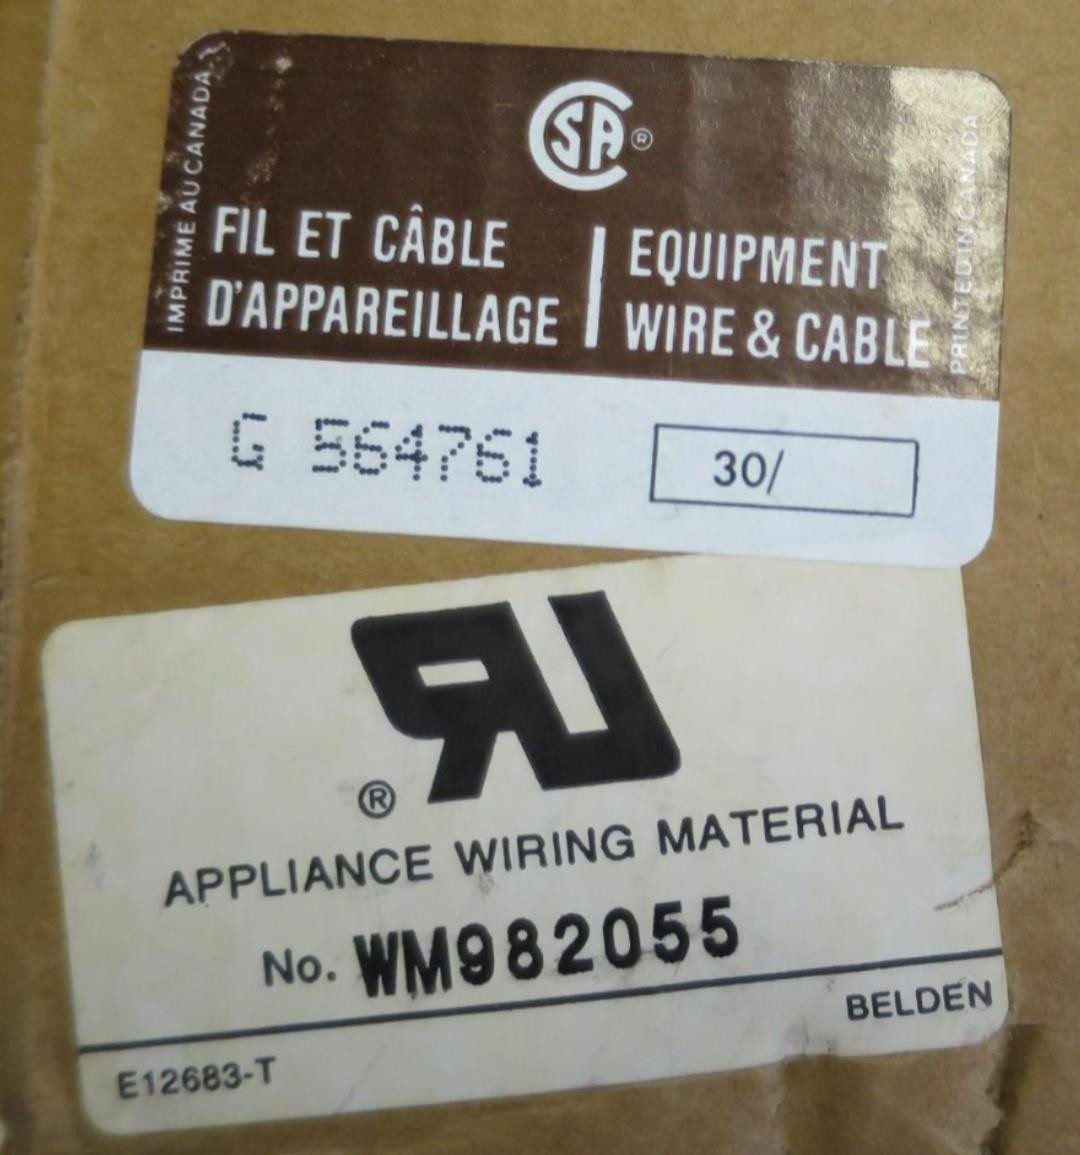 CSA®
IMPRIME AU CANADA
FIL ET CÂBLE
D'APPAREILLAGE
EQUIPMENT
WIRE & CABLE
PRINTED IN CANADA
G 564761
30/
RU
®
APPLIANCE WIRING MATERIAL
No. WM982055
BELDEN
E12683-T